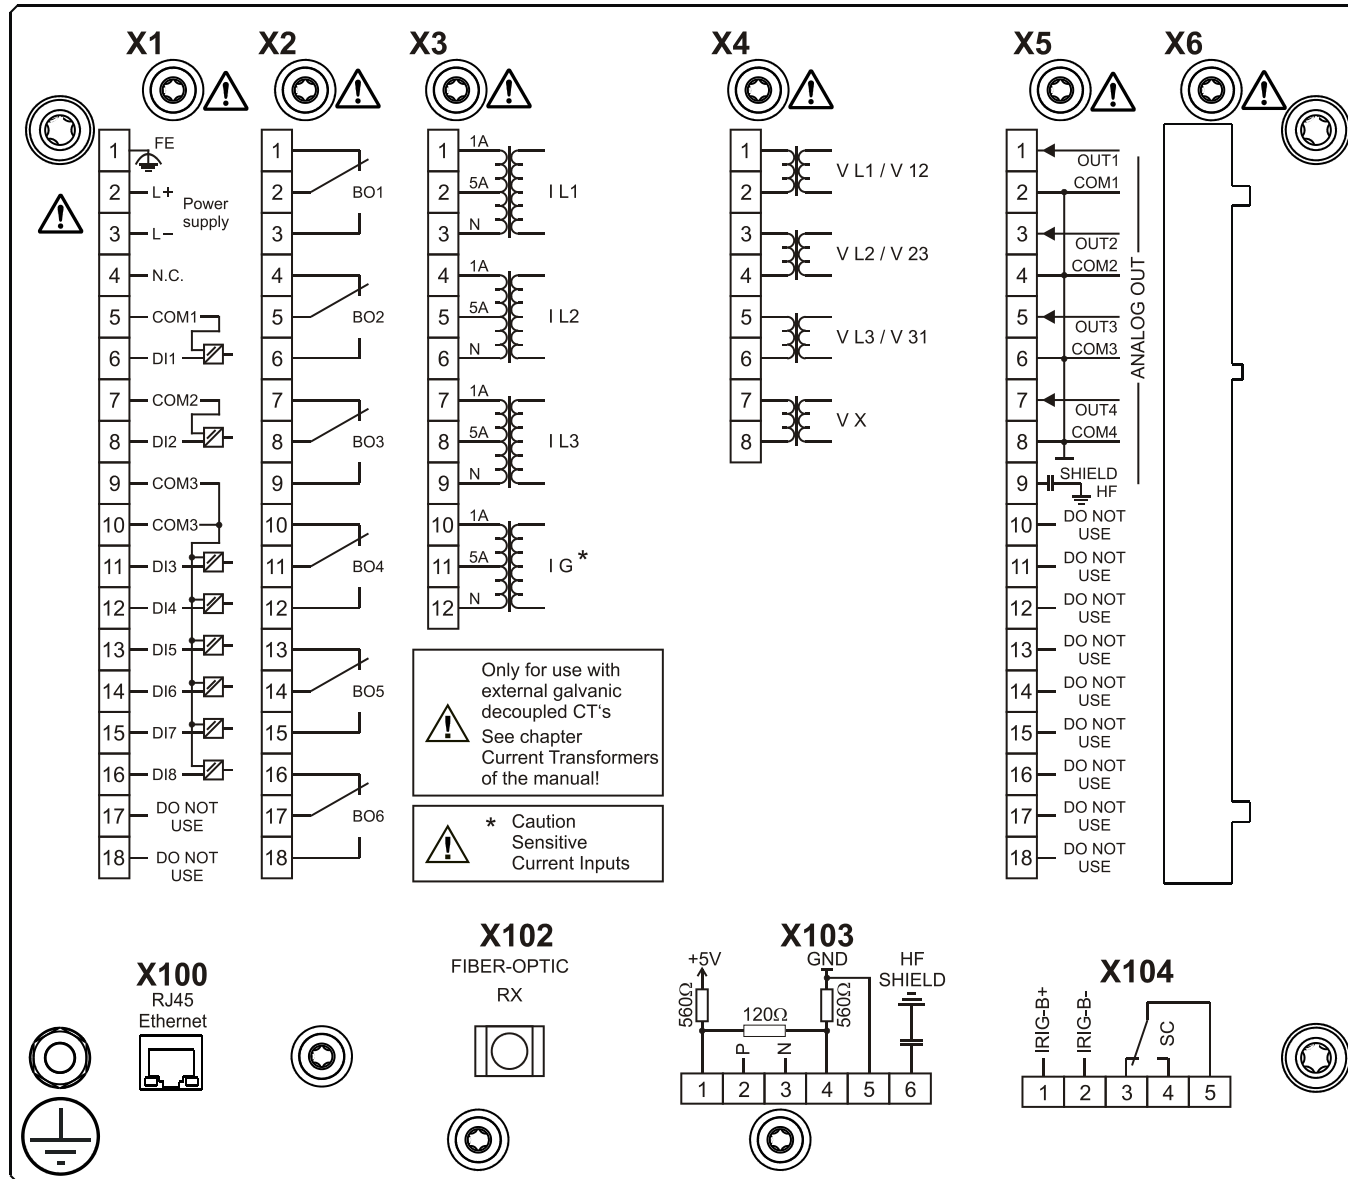 X1
1 FE
2 L+ Power
supply
3 L-
4 N.C.
5 COM1
6 DI1
7 COM2
8 DI2
9 COM3
10 COM3
11 DI3
12 DI4
13 DI5
14 DI6
15 DI7
16 DI8
17 DO NOT
USE
18 DO NOT
USE
X2
1
2 BO1
3
4
5 BO2
6
7
8 BO3
9
10
11 BO4
12
13
14 BO5
15
16
17 BO6
18
X3
1 1A
2 5A I L1
3 N
4 1A
5 5A I L2
6 N
7 1A
8 5A I L3
9 N
10 1A
11 5A I G *
12 N
Only for use with
external galvanic
decoupled CT‘s
See chapter
Current Transformers
of the manual!
* Caution
Sensitive
Current Inputs
X4
1 V L1 / V 12
2
3 V L2 / V 23
4
5 V L3 / V 31
6
7 V X
8
X5
1 OUT1
2 COM1
3 OUT2
4 COM2
5 OUT3
6 COM3
7 OUT4
8 COM4
ANALOG OUT
9 SHIELD
HF
10 DO NOT
USE
11 DO NOT
USE
12 DO NOT
USE
13 DO NOT
USE
14 DO NOT
USE
15 DO NOT
USE
16 DO NOT
USE
17 DO NOT
USE
18 DO NOT
USE
X6
X100
RJ45
Ethernet
X102
FIBER-OPTIC
RX
X103
+5V GND HF
SHIELD
560Ω 120Ω 560Ω
P N
1 2 3 4 5 6
X104
IRIG-B+ IRIG-B- SC
1 2 3 4 5